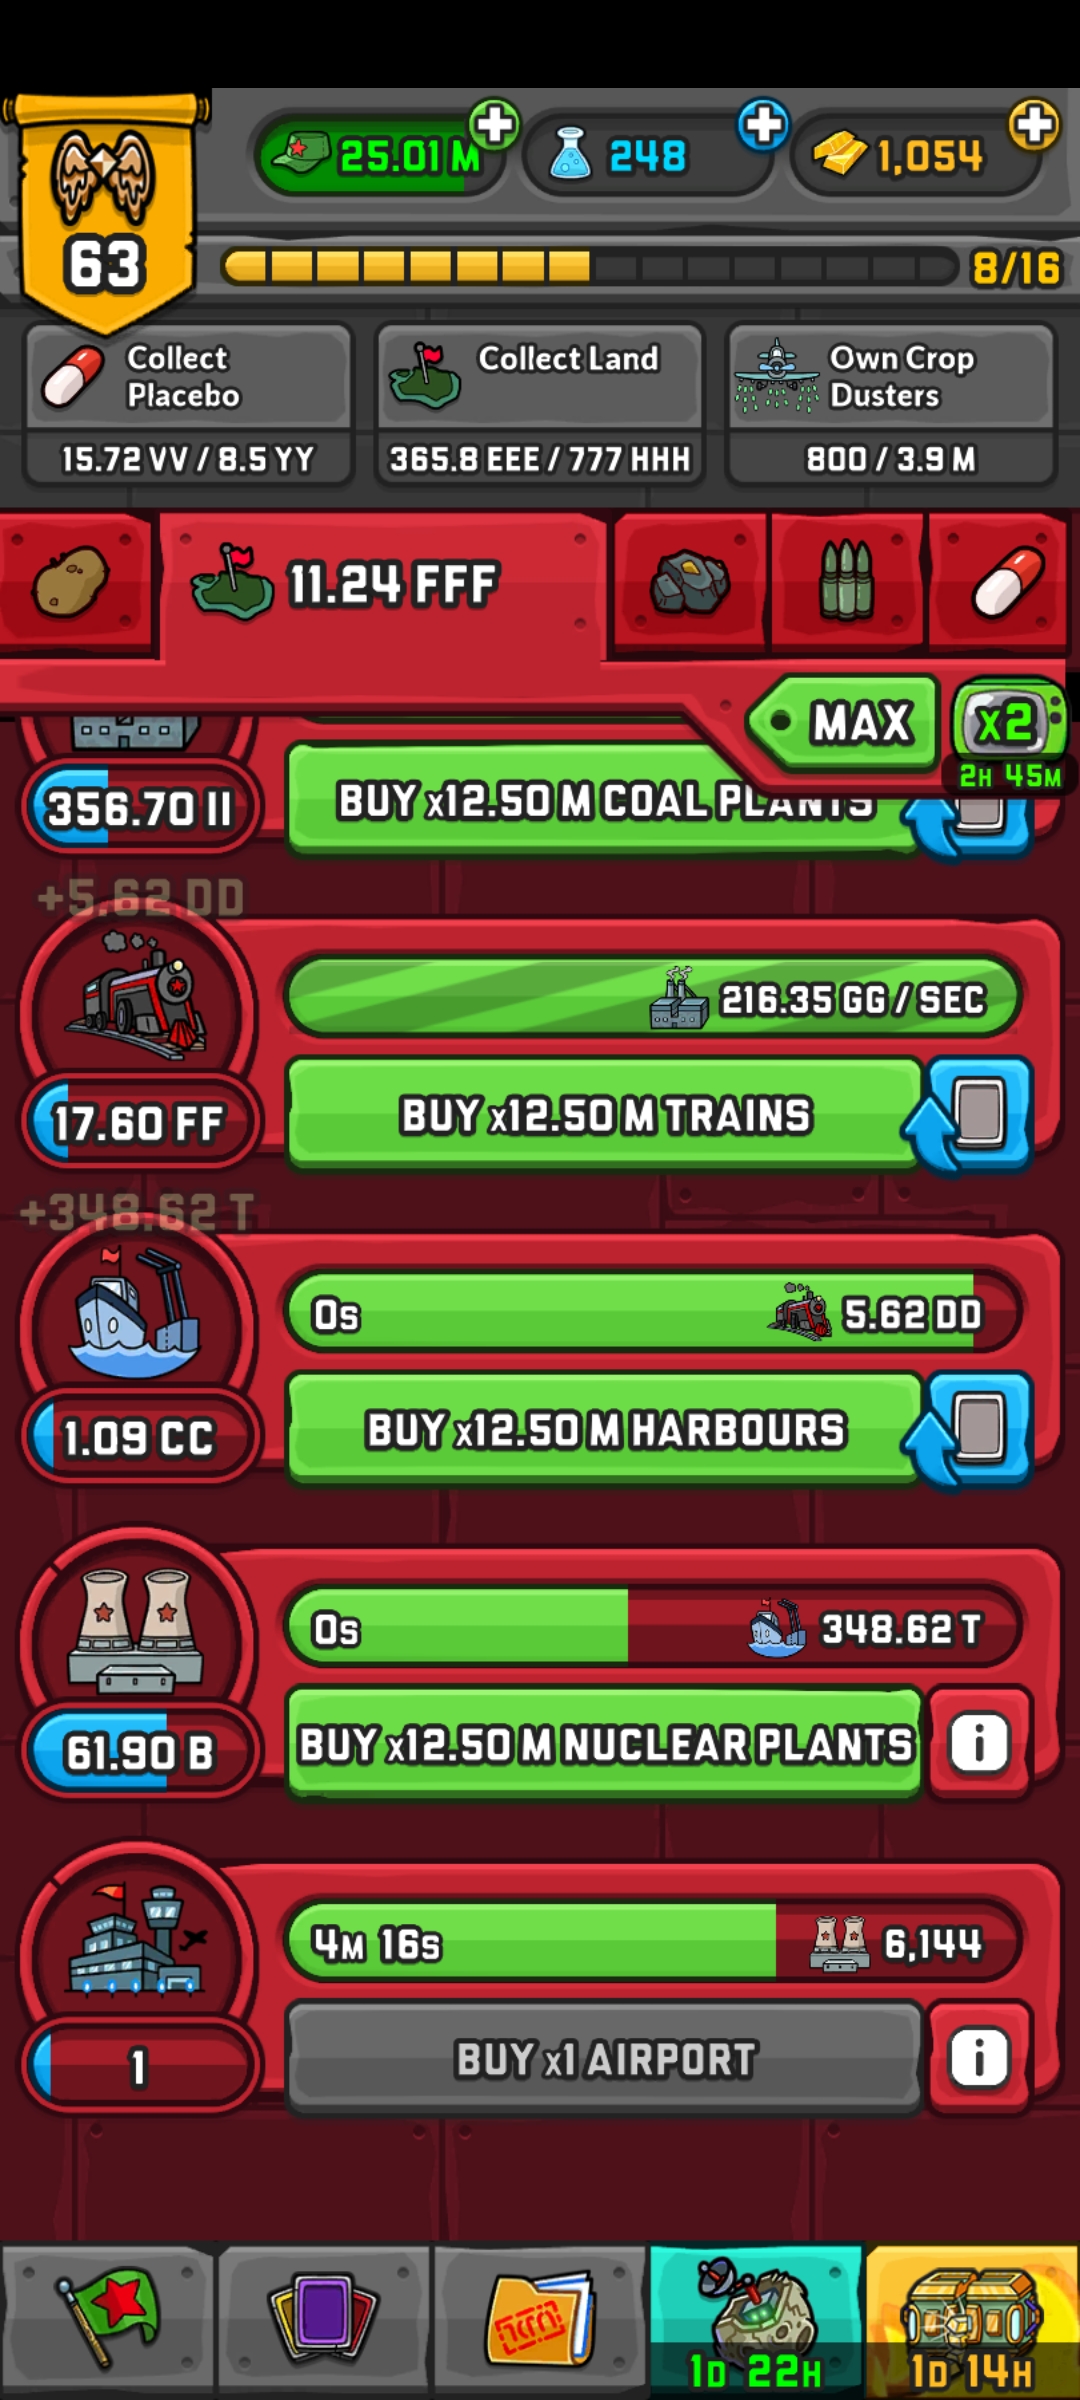 25.01 M
248
1,054
63
8/16
Collect
Placebo
15.72 VV / 8.5 YY
Collect Land
365.8 EEE / 777 HHH
Own Crop
Dusters
800 / 3.9 M
11.24 FFF
MAX
x2
2H 45M
356.70 II
BUY x12.50 M COAL PLANTS
+5.62 DD
216.35 GG / SEC
17.60 FF
BUY x12.50 M TRAINS
+348.62 T
0s
5.62 DD
1.09 CC
BUY x12.50 M HARBOURS
0s
348.62 T
61.90 B
BUY x12.50 M NUCLEAR PLANTS
i
4M 16s
6,144
1
BUY x1 AIRPORT
i
1D 22H
1D 14H